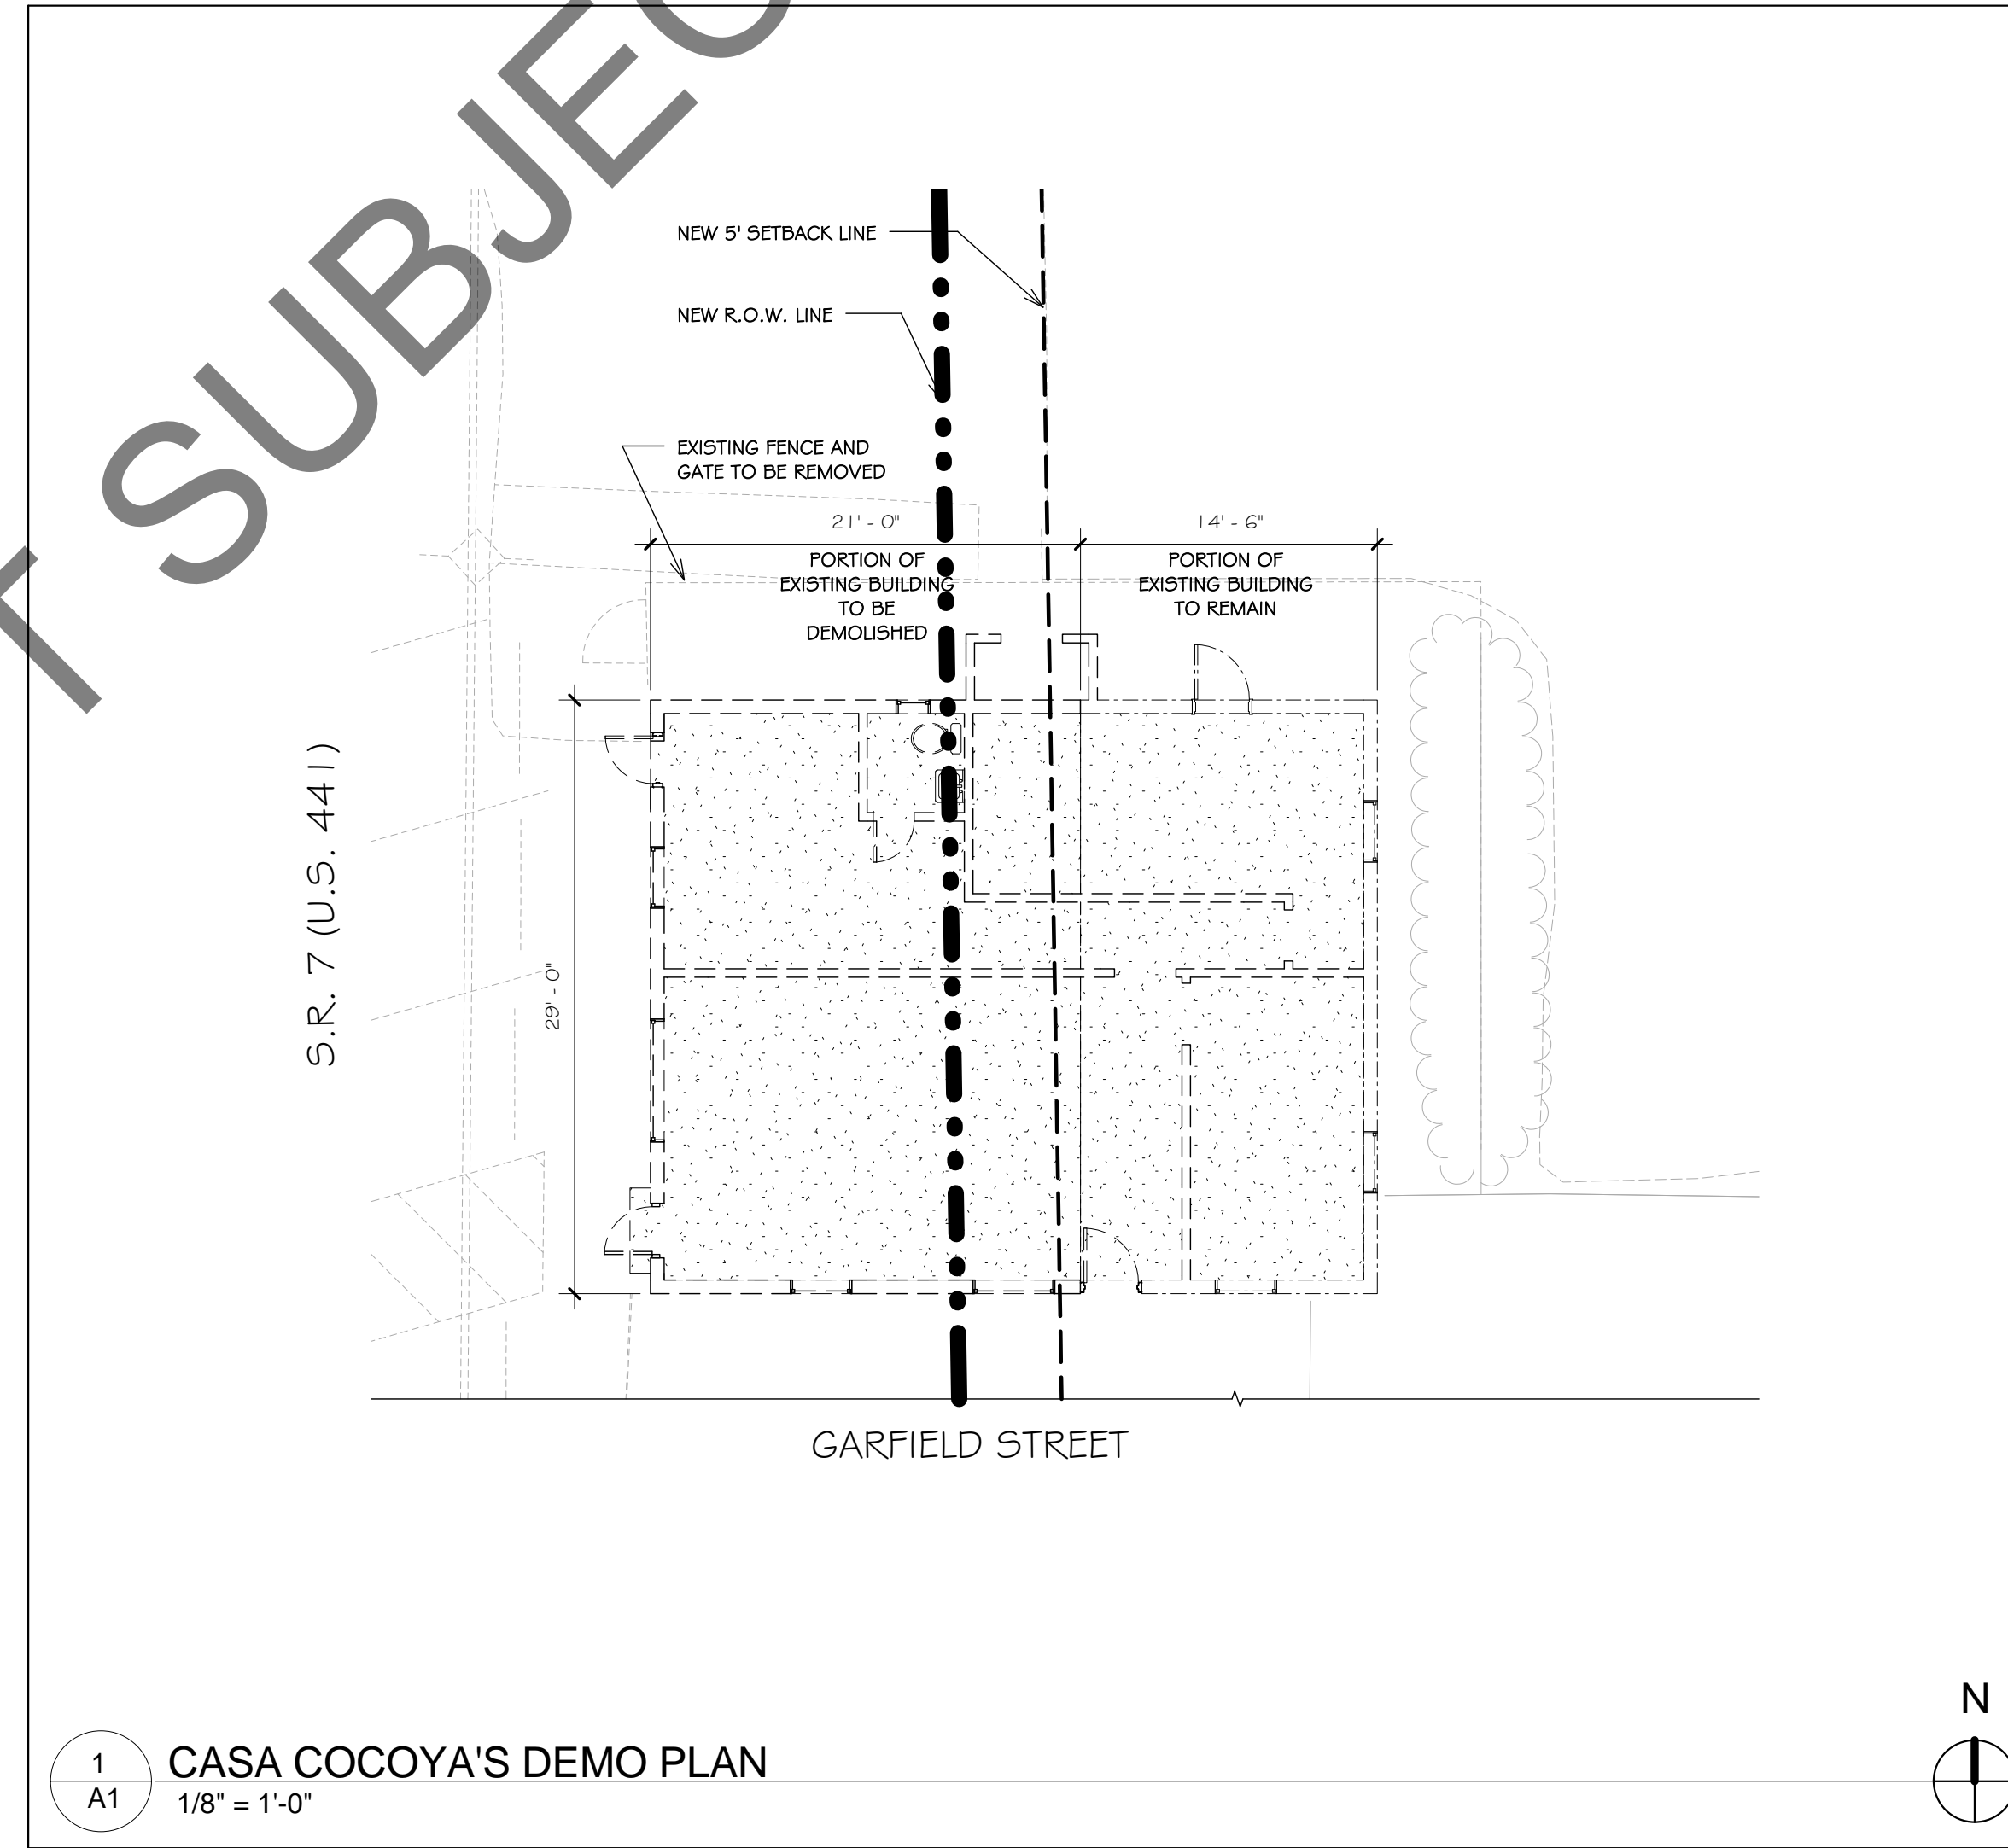 T SUBJEC
NEW 5' SETBACK LINE
NEW R.O.W. LINE
EXISTING FENCE AND
GATE TO BE REMOVED
21' - 0"
14' - 6"
PORTION OF
EXISTING BUILDING
TO BE
DEMOLISHED
PORTION OF
EXISTING BUILDING
TO REMAIN
S.R. 7 (U.S. 441)
29' - 0"
GARFIELD STREET
N
1
A1
CASA COCOYA'S DEMO PLAN
1/8" = 1'-0"